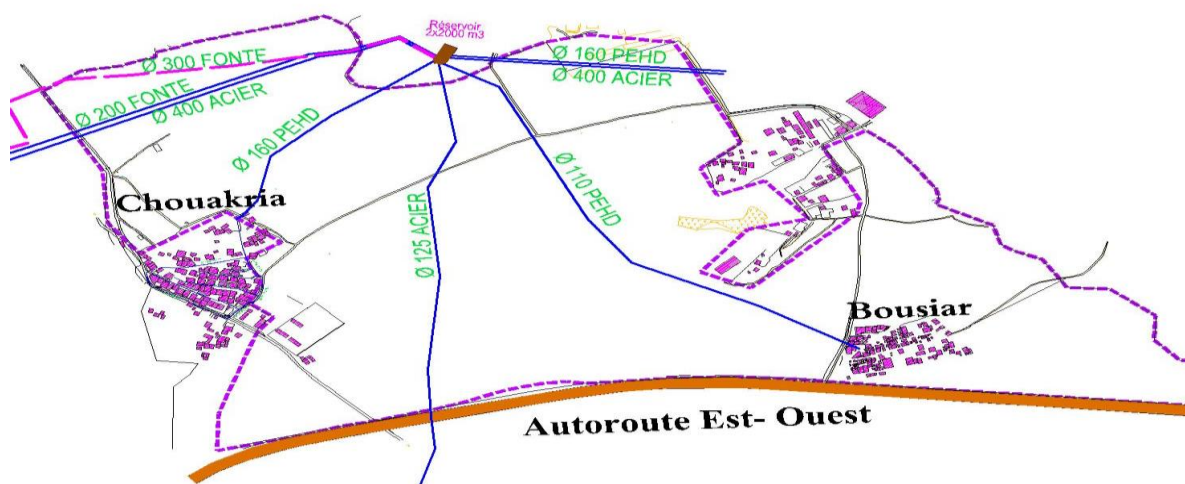 Réservoir
2x2000 m3
Ø 300 FONTE
Ø 160 PEHD
Ø 400 ACIER
Ø 200 FONTE
Ø 400 ACIER
Ø 160 PEHD
Chouakria
Ø 110 PEHD
Ø 125 ACIER
Bousiar
Autoroute Est- Ouest